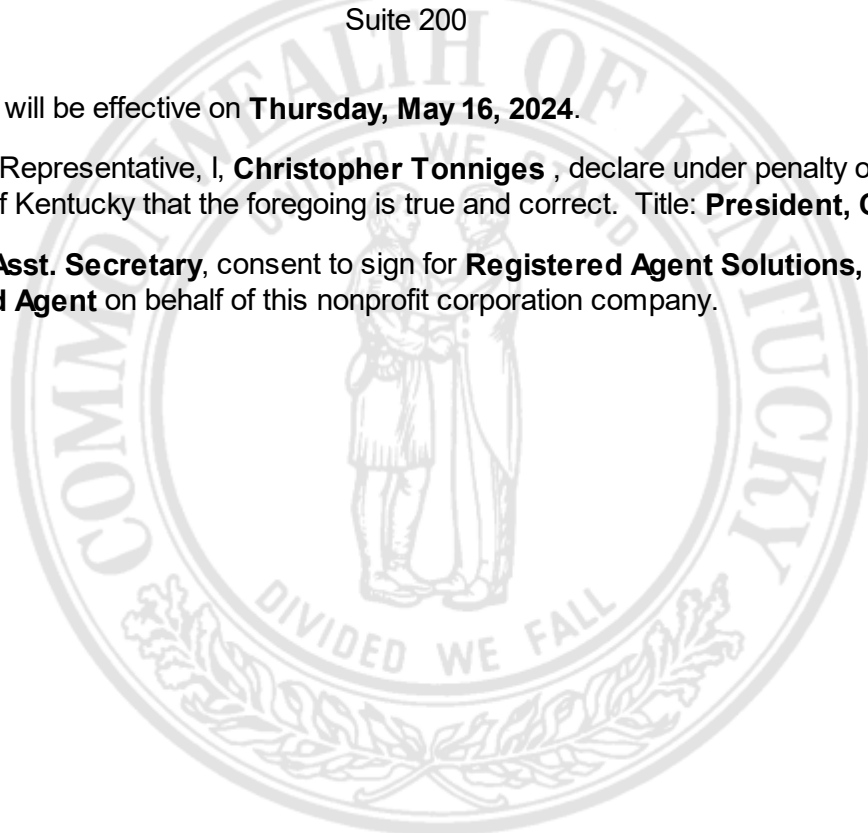 Suite 200
will be effective on Thursday, May 16, 2024.
Representative, I, Christopher Tonniges , declare under penalty o
f Kentucky that the foregoing is true and correct. Title: President,
Asst. Secretary, consent to sign for Registered Agent Solutions,
d Agent on behalf of this nonprofit corporation company.
COMMONWEALTH OF KENTUCKY
UNITED WE STAND
DIVIDED WE FALL